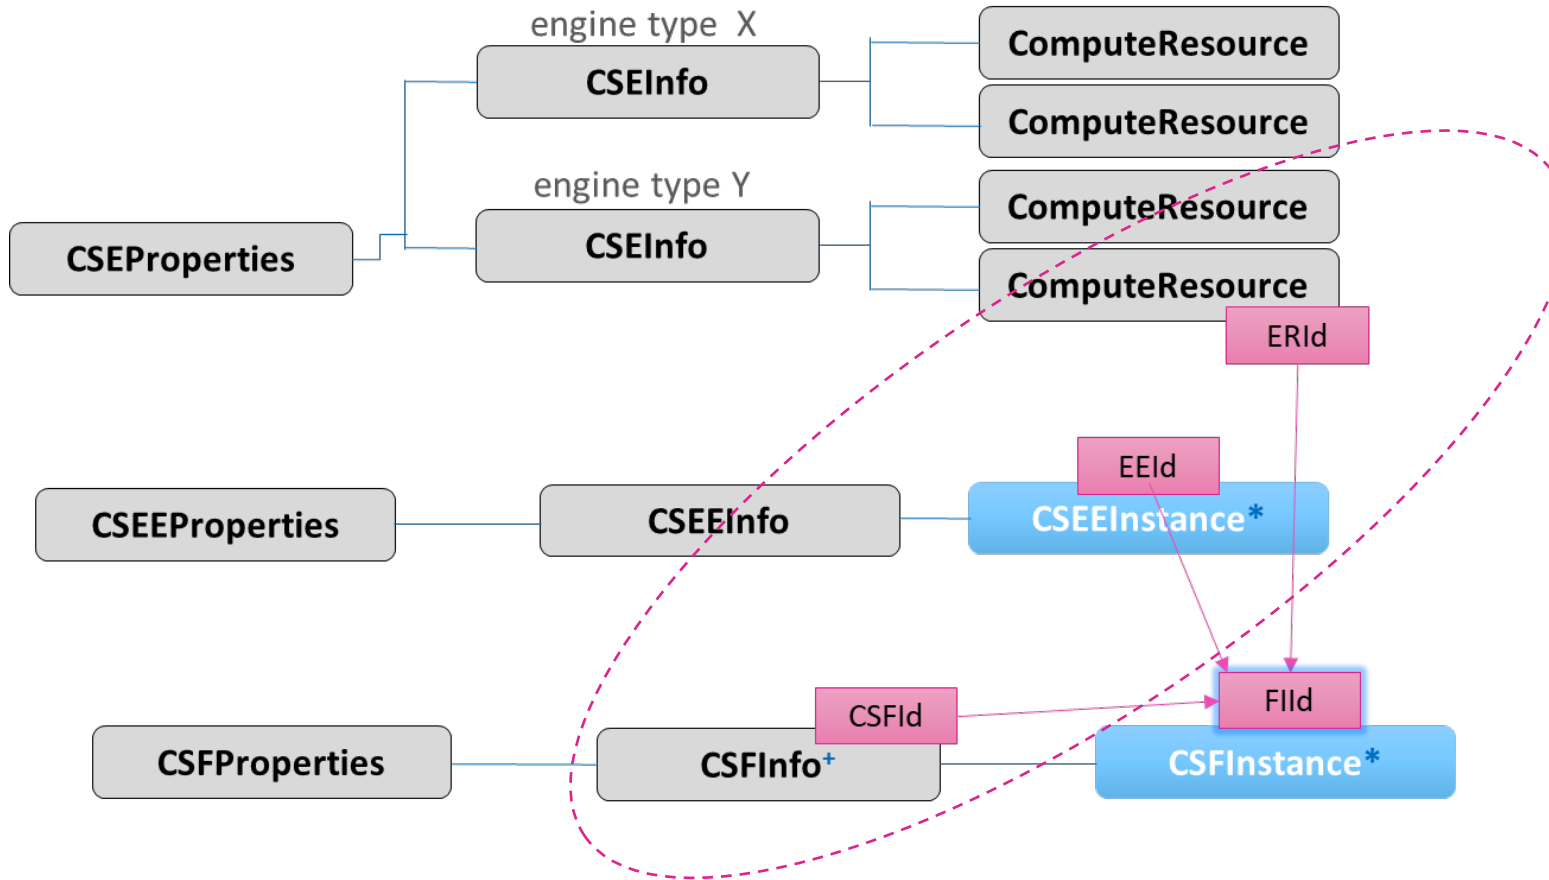 engine type X
CSEInfo
ComputeResource
ComputeResource
engine type Y
CSEProperties
CSEInfo
ComputeResource
ComputeResource
ERId
EEId
CSEEProperties
CSEEInfo
CSEEInstance*
CSFId
FIId
CSFProperties
CSFInfo+
CSFInstance*